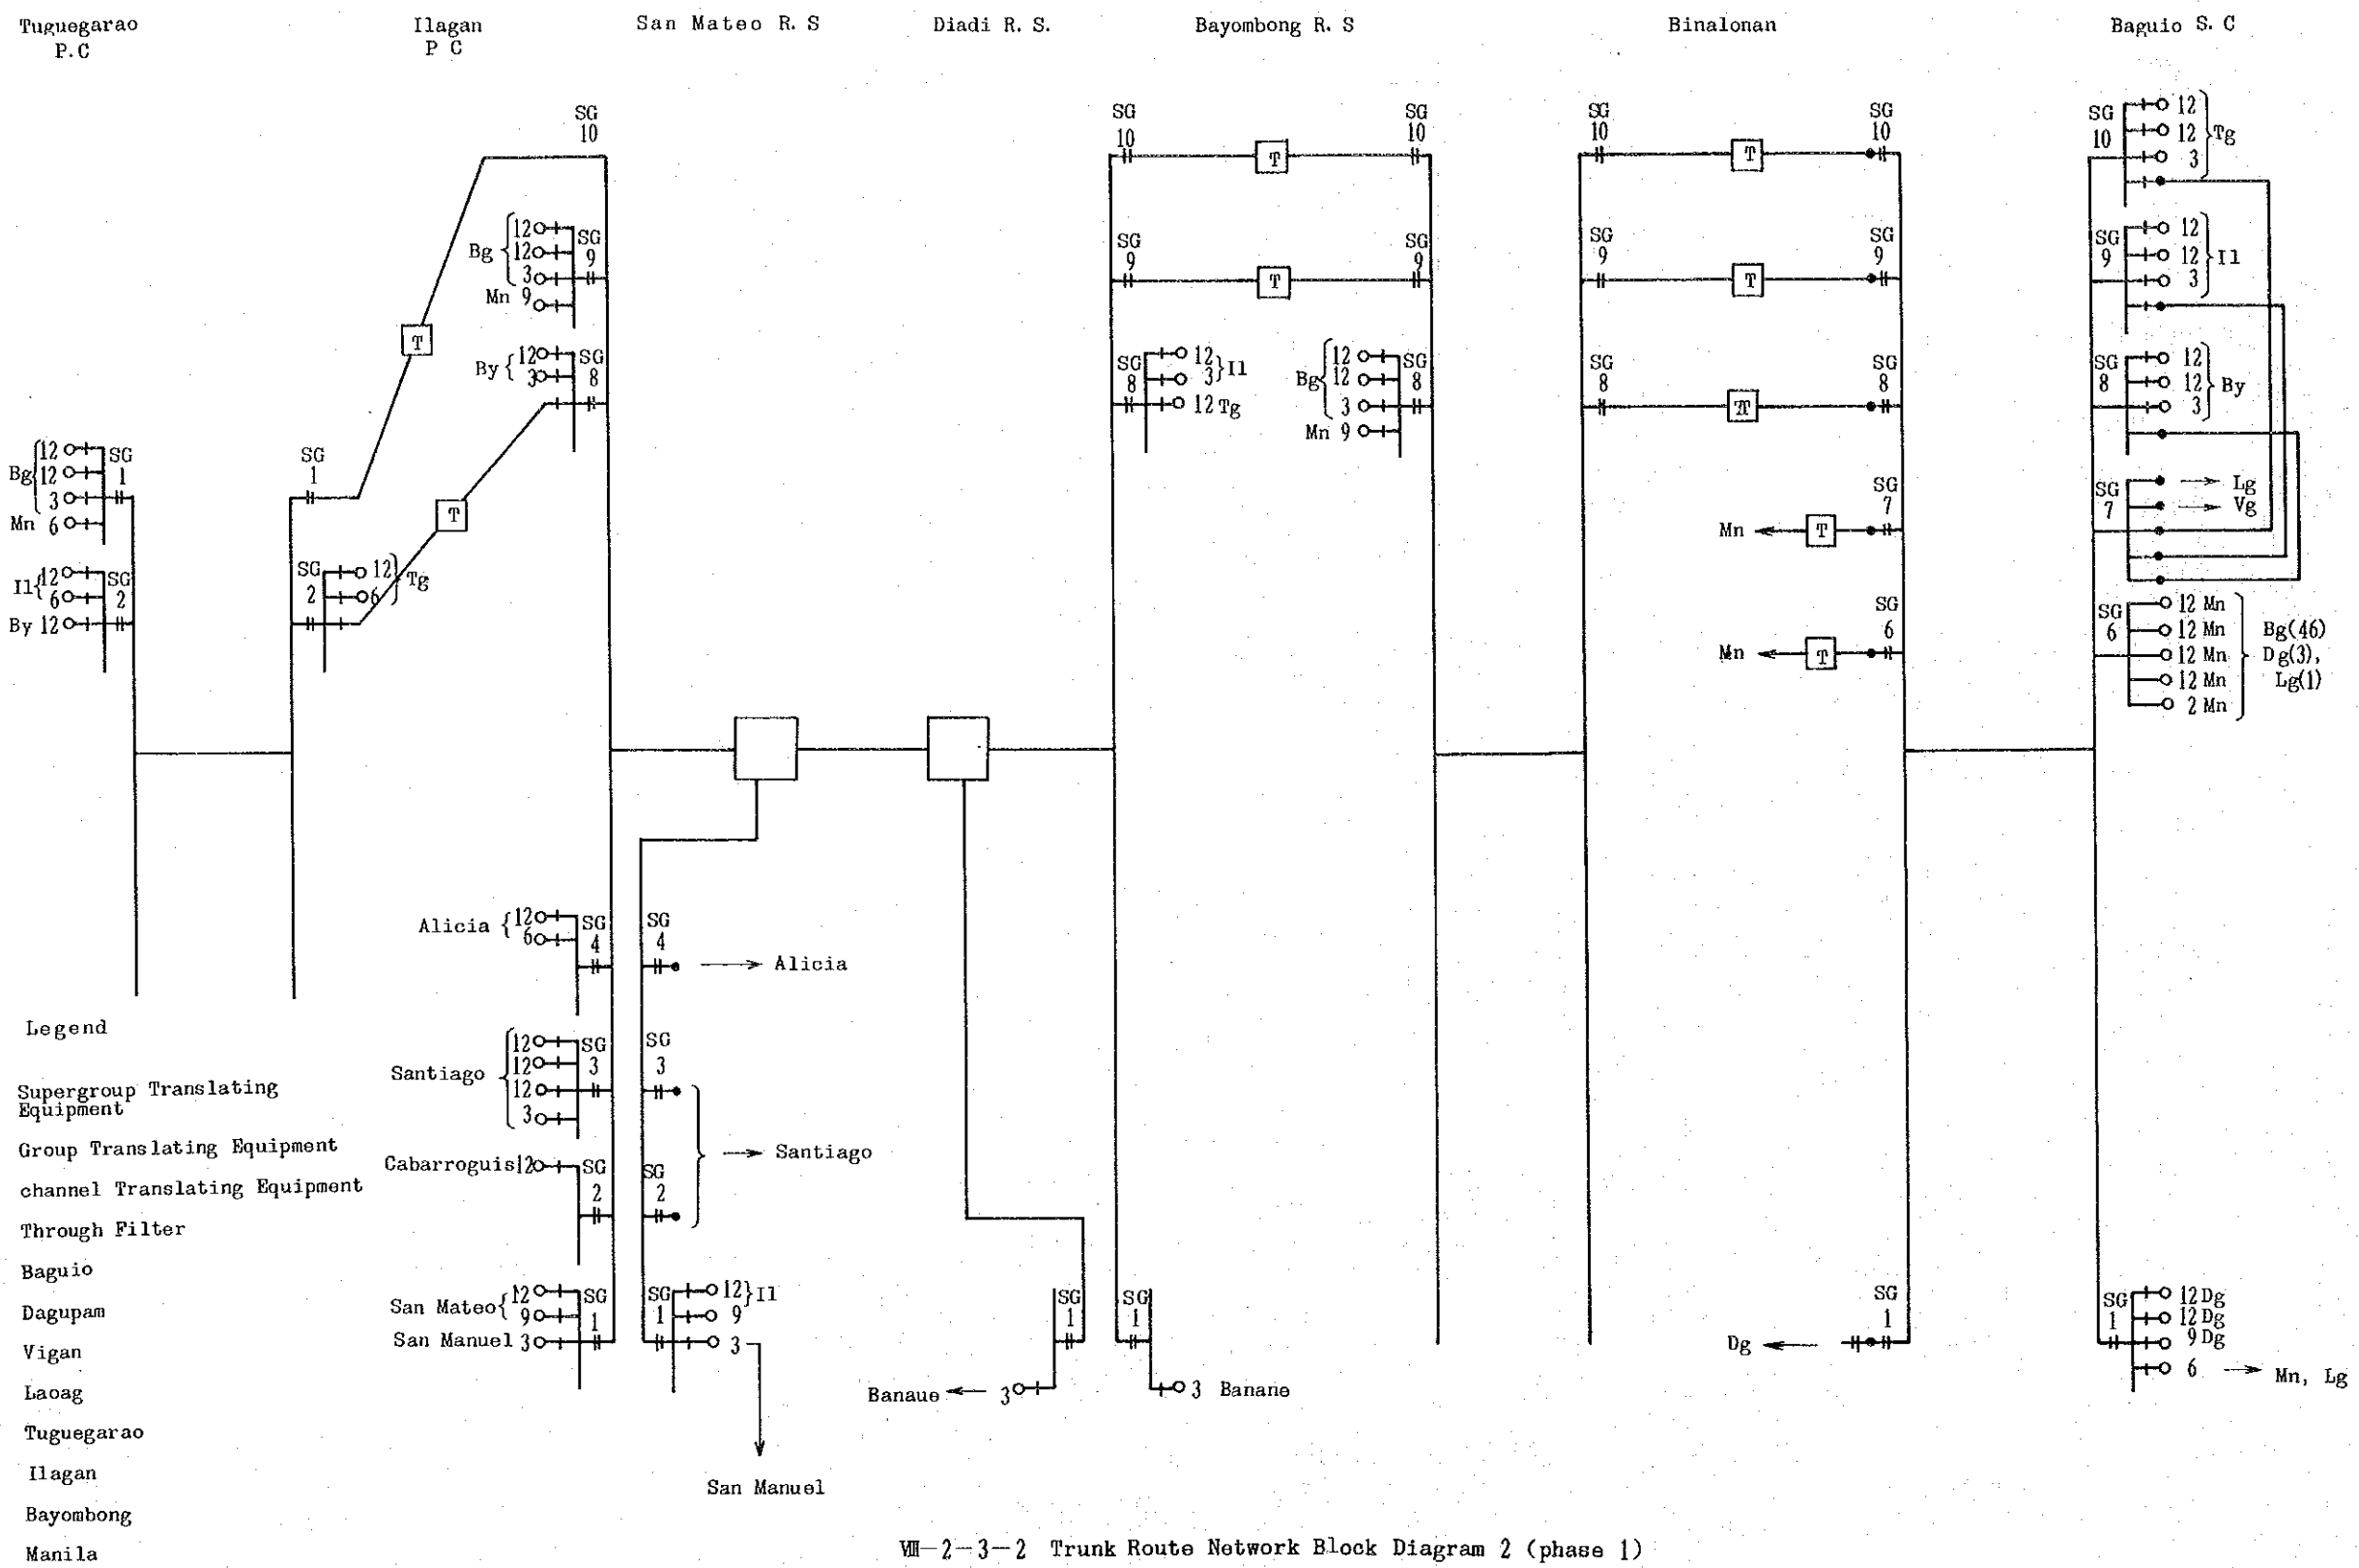 Tuguegarao
P.C
Ilagan
P C
San Mateo R. S
Diadi R. S.
Bayombong R. S
Binalonan
Baguio S. C
Bg
12
12
3
Mn 6
SG
1
Il
12
6
By 12
SG
2
SG
1
SG
2
12
6
Tg
T
T
SG
10
Bg
12
12
3
Mn 9
SG
9
By
12
3
SG
8
Alicia
12
6
SG
4
Santiago
12
12
12
3
SG
3
Cabarroguis 12
SG
2
San Mateo
12
9
San Manuel 3
SG
1
SG
4
Alicia
SG
3
SG
2
Santiago
SG
1
12
9
Il
3
San Manuel
SG
1
Banaue
3
SG
10
T
SG
10
SG
9
T
SG
9
SG
8
12
3
Il
12 Tg
Bg
12
12
3
Mn 9
SG
8
SG
1
3 Banane
SG
10
T
SG
10
SG
9
T
SG
9
SG
8
T
SG
8
Mn
T
SG
7
Mn
T
SG
6
Dg
SG
1
SG
10
12
12
3
Tg
SG
9
12
12
3
Il
SG
8
12
12
3
By
SG
7
Lg
Vg
SG
6
12 Mn
12 Mn
12 Mn
12 Mn
2 Mn
Bg(46)
Dg(3),
Lg(1)
SG
1
12 Dg
12 Dg
9 Dg
6
Mn, Lg
Legend
Supergroup Translating
Equipment
Group Translating Equipment
channel Translating Equipment
Through Filter
Baguio
Dagupam
Vigan
Laoag
Tuguegarao
Ilagan
Bayombong
Manila
Ⅷ-2-3-2 Trunk Route Network Block Diagram 2 (phase 1)